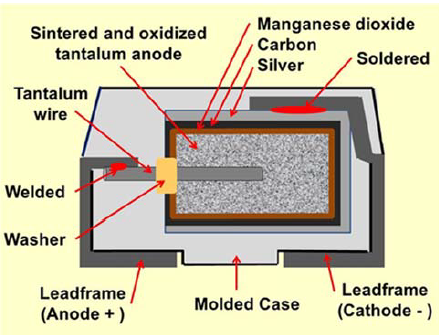 Manganese dioxide
Sintered and oxidized
tantalum anode
Carbon
Silver
Soldered
Tantalum
wire
Welded
Washer
Leadframe
(Anode + )
Molded Case
Leadframe
(Cathode - )